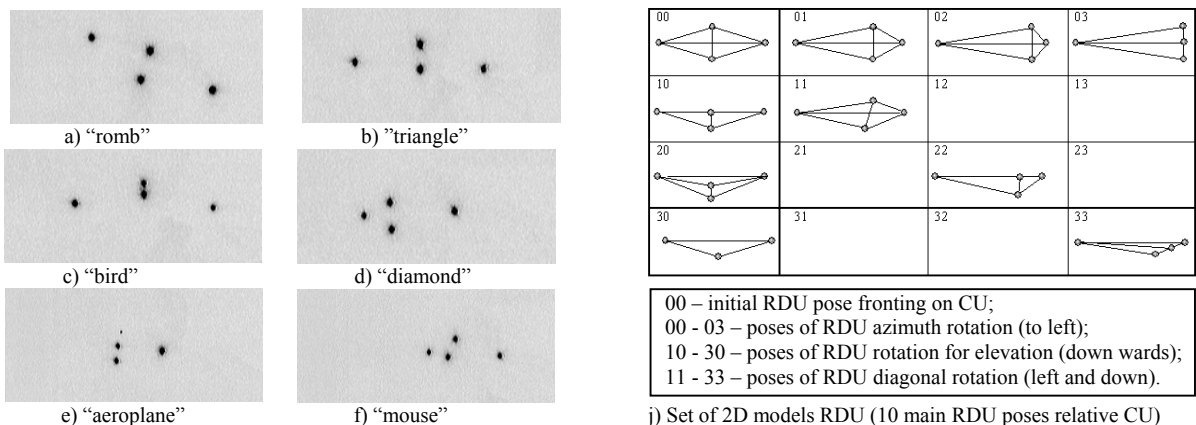 a) “romb”
b) ”triangle”
c) “bird”
d) “diamond”
e) “aeroplane”
f) “mouse”
00 01 02 03
10 11 12 13
20 21 22 23
30 31 32 33
00 – initial RDU pose fronting on CU;
00 - 03 – poses of RDU azimuth rotation (to left);
10 - 30 – poses of RDU rotation for elevation (down wards);
11 - 33 – poses of RDU diagonal rotation (left and down).
j) Set of 2D models RDU (10 main RDU poses relative CU)